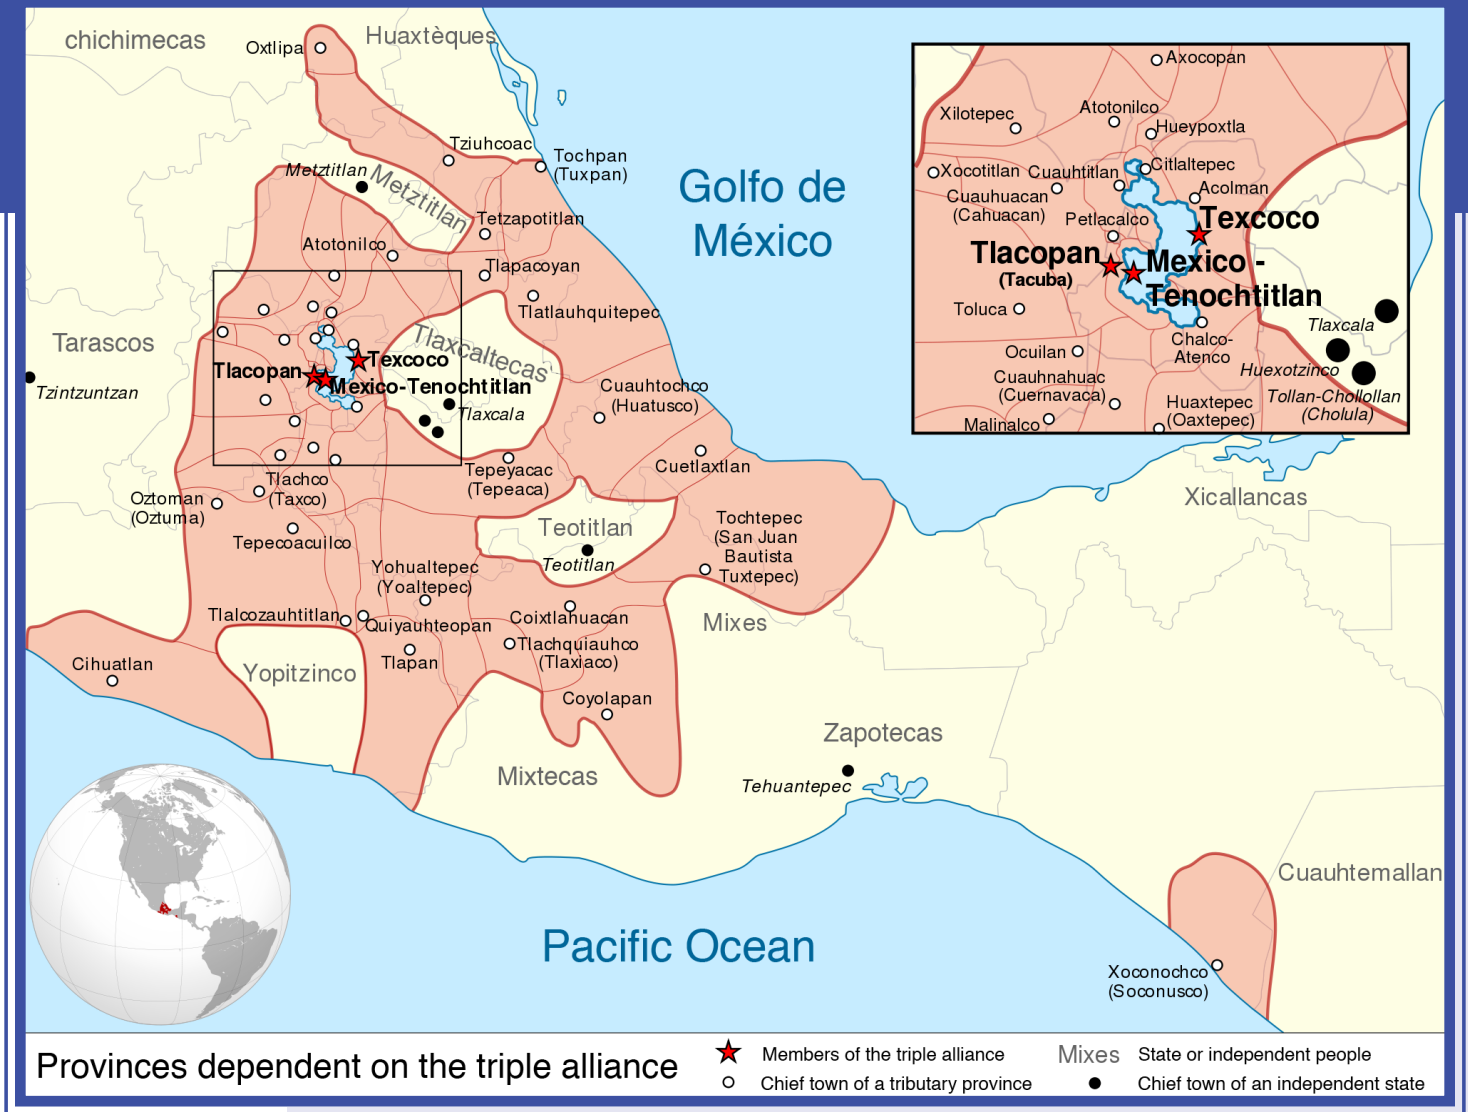 chichimecas
Oxtlipa
Huaxtèques
Tziuhcoac
Tochpan
(Tuxpan)
Metztitlan
Metztitlan
Tetzapotitlan
Atotonilco
Tlapacoyan
Tlatlauhquitepec
Tlaxcaltecas
Tarascos
Tzintzuntzan
Tlacopan
Texcoco
Mexico-Tenochtitlan
Tlaxcala
Cuauhtochco
(Huatusco)
Cuetlaxtlan
Tepeyacac
(Tepeaca)
Tlachco
(Taxco)
Oztoman
(Oztuma)
Tepecoacuilco
Teotitlan
Teotitlan
Tochtepec
(San Juan
Bautista
Tuxtepec)
Yohualtepec
(Yoaltepec)
Tlalcozauhtitlan
Quiyauhteopan
Coixtlahuacan
Tlachquiauhco
(Tlaxiaco)
Tlapan
Mixes
Cihuatlan
Yopitzinco
Coyolapan
Mixtecas
Zapotecas
Tehuantepec
Xicallancas
Cuauhtemallan
Xoconochco
(Soconusco)
Golfo de
México
Pacific Ocean
Axocopan
Xilotepec
Atotonilco
Hueypoxtla
Xocotitlan
Cuauhtitlan
Citlaltepec
Cuauhuacan
(Cahuacan)
Acolman
Petlacalco
Texcoco
Tlacopan
(Tacuba)
Mexico -
Tenochtitlan
Toluca
Tlaxcala
Chalco-
Atenco
Ocuilan
Huexotzinco
Cuauhnahuac
(Cuernavaca)
Tollan-Chollollan
(Cholula)
Huaxtepec
(Oaxtepec)
Malinalco
Provinces dependent on the triple alliance
Members of the triple alliance
Chief town of a tributary province
Mixes State or independent people
Chief town of an independent state